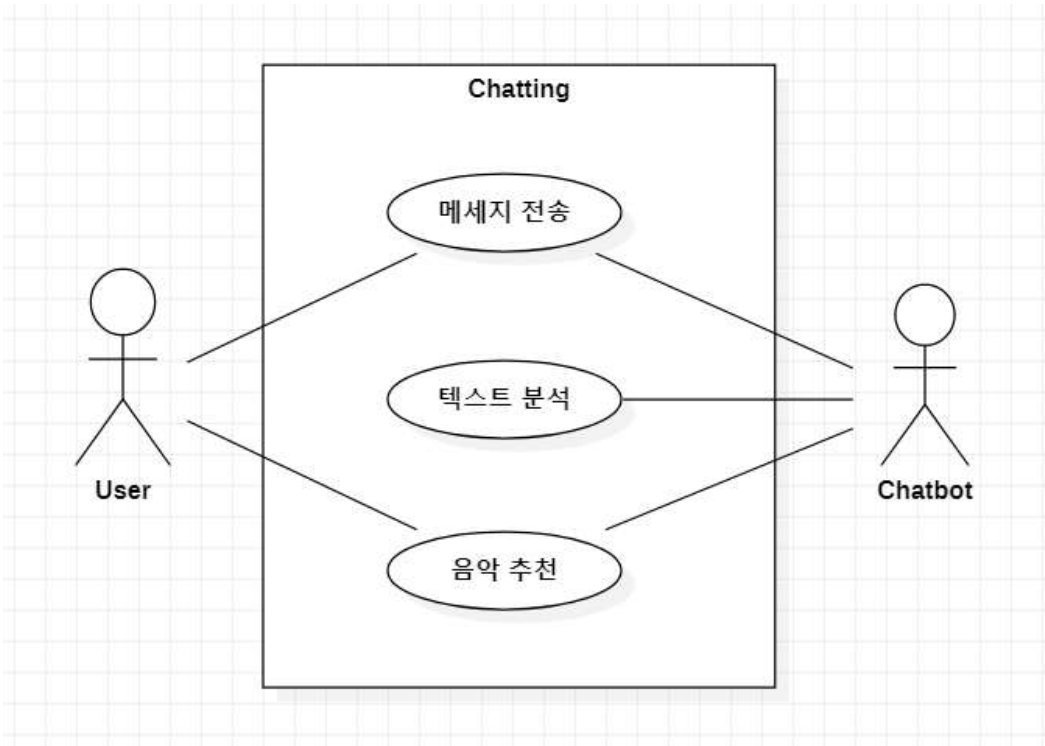 Chatting
메세지 전송
텍스트 분석
음악 추천
User
Chatbot